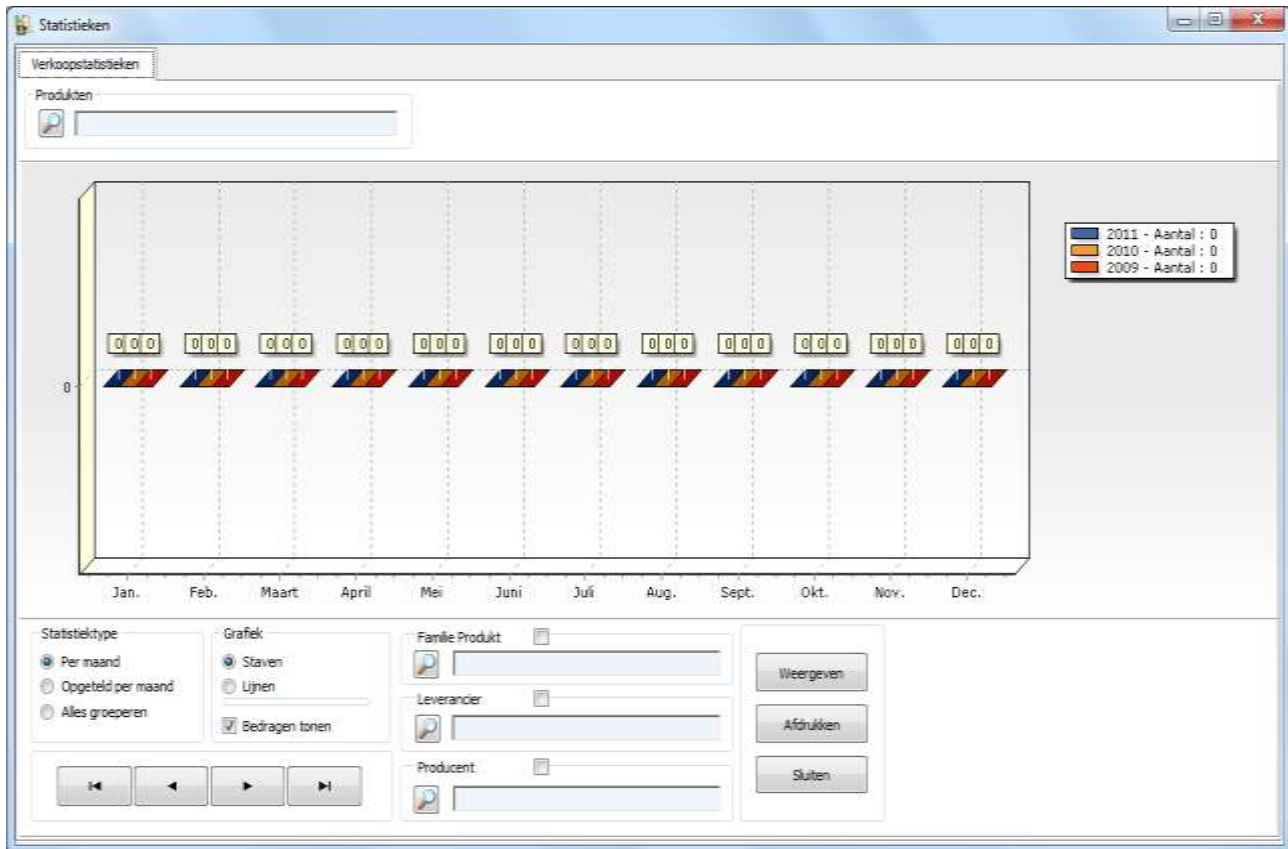 Statistieken
Verkoopstatistieken
Produkten
2011 - Aantal : 0
2010 - Aantal : 0
2009 - Aantal : 0
0 0 0 0 0 0 0 0 0 0 0 0 0 0 0 0 0 0 0 0 0 0 0 0 0 0 0 0 0 0 0 0 0 0 0 0
0
Jan. Feb. Maart April Mei Juni Juli Aug. Sept. Okt. Nov. Dec.
Statistiektype
Per maand
Opgeteld per maand
Alles groeperen
Grafiek
Staven
Lijnen
Bedragen tonen
Familie Produkt
Leverancier
Producent
Weergeven
Afdrukken
Sluiten